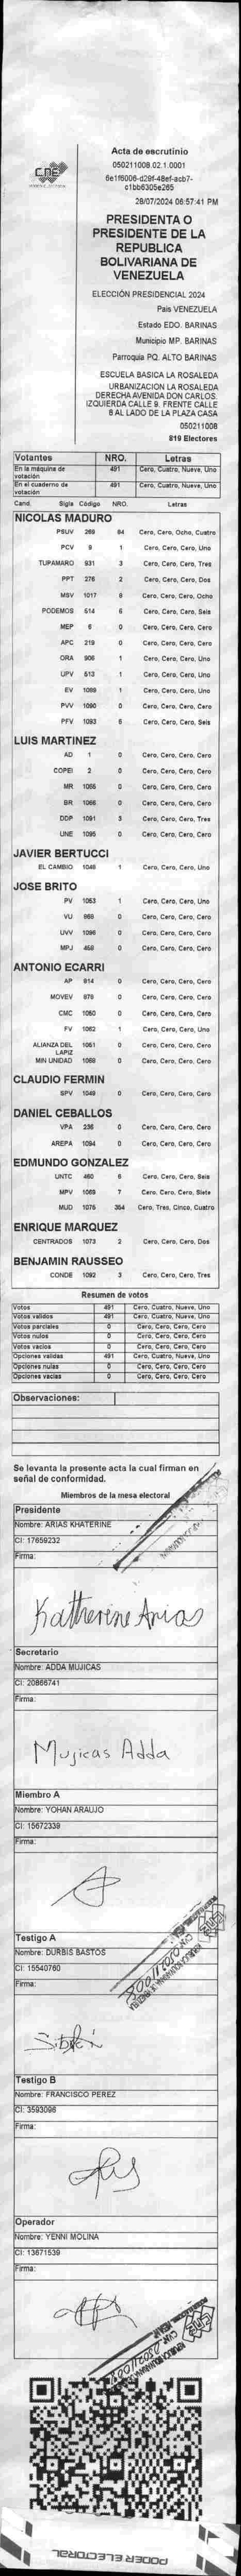 CNE
Acta de escrutinio
050211008.02.1.0001
6e1f6006-d29f-48ef-acb7-
c1bb6305e265
28/07/2024 06:57:41 PM
PRESIDENTA O
PRESIDENTE DE LA
REPUBLICA
BOLIVARIANA DE
VENEZUELA
ELECCIÓN PRESIDENCIAL 2024
Pais VENEZUELA
Estado EDO. BARINAS
Municipio MP. BARINAS
Parroquia PQ. ALTO BARINAS
ESCUELA BASICA LA ROSALEDA
URBANIZACIÓN LA ROSALEDA
DERECHA AVENIDA DON CARLOS.
IZQUIERDA CALLE 9. FRENTE CALLE
8 AL LADO DE LA PLAZA CASA
050211008
819 Electores
Votantes NRO. Letras
En la máquina de votación 491 Cero, Cuatro, Nueve, Uno
En el cuaderno de votación 491 Cero, Cuatro, Nueve, Uno
Cand. Sigla Código NRO. Letras
NICOLAS MADURO
PSUV 269 84 Cero, Cero, Ocho, Cuatro
PCV 9 1 Cero, Cero, Cero, Uno
TUPAMARO 931 3 Cero, Cero, Cero, Tres
PPT 276 2 Cero, Cero, Cero, Dos
MSV 1017 8 Cero, Cero, Cero, Ocho
PODEMOS 514 6 Cero, Cero, Cero, Seis
MEP 6 0 Cero, Cero, Cero, Cero
APC 219 0 Cero, Cero, Cero, Cero
ORA 906 1 Cero, Cero, Cero, Uno
UPV 513 1 Cero, Cero, Cero, Uno
EV 1089 1 Cero, Cero, Cero, Uno
PVV 1090 0 Cero, Cero, Cero, Cero
PFV 1093 6 Cero, Cero, Cero, Seis
LUIS MARTINEZ
AD 1 0 Cero, Cero, Cero, Cero
COPEI 2 0 Cero, Cero, Cero, Cero
MR 1055 0 Cero, Cero, Cero, Cero
BR 1066 0 Cero, Cero, Cero, Cero
DDP 1091 3 Cero, Cero, Cero, Tres
UNE 1095 0 Cero, Cero, Cero, Cero
JAVIER BERTUCCI
EL CAMBIO 1046 1 Cero, Cero, Cero, Uno
JOSE BRITO
PV 1053 1 Cero, Cero, Cero, Uno
VU 968 0 Cero, Cero, Cero, Cero
UVV 1096 0 Cero, Cero, Cero, Cero
MPJ 458 0 Cero, Cero, Cero, Cero
ANTONIO ECARRI
AP 914 0 Cero, Cero, Cero, Cero
MOVEV 979 0 Cero, Cero, Cero, Cero
CMC 1050 0 Cero, Cero, Cero, Cero
FV 1062 1 Cero, Cero, Cero, Uno
ALIANZA DEL LAPIZ 1051 0 Cero, Cero, Cero, Cero
MIN UNIDAD 1068 0 Cero, Cero, Cero, Cero
CLAUDIO FERMIN
SPV 1049 0 Cero, Cero, Cero, Cero
DANIEL CEBALLOS
VPA 236 0 Cero, Cero, Cero, Cero
AREPA 1094 0 Cero, Cero, Cero, Cero
EDMUNDO GONZALEZ
UNTC 460 6 Cero, Cero, Cero, Seis
MPV 1069 7 Cero, Cero, Cero, Siete
MUD 1076 354 Cero, Tres, Cinco, Cuatro
ENRIQUE MARQUEZ
CENTRADOS 1073 2 Cero, Cero, Cero, Dos
BENJAMIN RAUSSEO
CONDE 1092 3 Cero, Cero, Cero, Tres
Resumen de votos
Votos 491 Cero, Cuatro, Nueve, Uno
Votos validos 491 Cero, Cuatro, Nueve, Uno
Votos parciales 0 Cero, Cero, Cero, Cero
Votos nulos 0 Cero, Cero, Cero, Cero
Votos vacios 0 Cero, Cero, Cero, Cero
Opciones validas 491 Cero, Cuatro, Nueve, Uno
Opciones nulas 0 Cero, Cero, Cero, Cero
Opciones vacias 0 Cero, Cero, Cero, Cero
Observaciones:
Se levanta la presente acta la cual firman en
señal de conformidad.
Miembros de la mesa electoral
Presidente
Nombre: ARIAS KHATERINE
CI: 17659232
Firma:
Katherine Arias
Secretario
Nombre: ADDA MUJICAS
CI: 20866741
Firma:
Mujicas Adda
Miembro A
Nombre: YOHAN ARAUJO
CI: 15672339
Firma:
Testigo A
Nombre: DURBIS BASTOS
CI: 15540760
Firma:
CNE
REPUBLICA BOLIVARIANA DE VENEZUELA
050211008
Testigo B
Nombre: FRANCISCO PEREZ
CI: 3593096
Firma:
Operador
Nombre: YENNI MOLINA
CI: 13671539
Firma:
CNE
PODER ELECTORAL